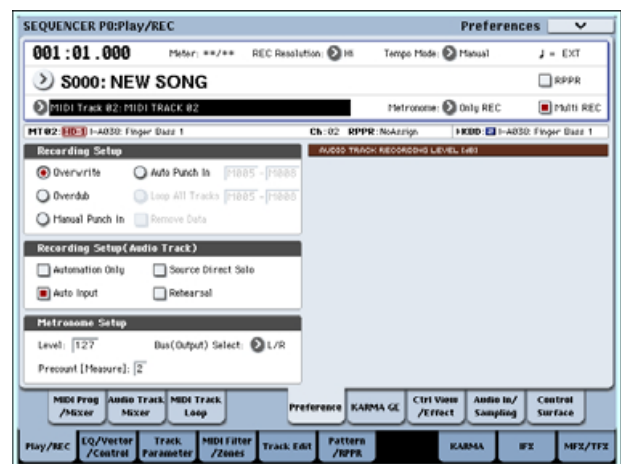 SEQUENCER P0:Play/REC Preferences
001:01.000 Meter: **/** REC Resolution: Hi Tempo Mode: Manual ♩ = EXT
S000: NEW SONG RPPR
MIDI Track 02: MIDI TRACK 02 Metronome: Only REC Multi REC
MT02: HD-1 I-A030: Finger Bass 1 Ch:02 RPPR:NoAssign I-A030: Finger Bass 1
Recording Setup AUDIO TRACK RECORDING LEVEL [dB]
Overwrite Auto Punch In M005 - M008
Overdub Loop All Tracks M005 - M008
Manual Punch In Remove Data
Recording Setup(Audio Track)
Automation Only Source Direct Solo
Auto Input Rehearsal
Metronome Setup
Level: 127 Bus(Output) Select: L/R
Precount [Measure]: 2
MIDI Prog /Mixer Audio Track Mixer MIDI Track Loop Preference KARMA GE Ctrl View /Effect Audio In/ Sampling Control Surface
Play/REC EQ/Vector /Control Track Parameter MIDI Filter /Zones Track Edit Pattern /RPPR KARMA IFX MFX/TFX